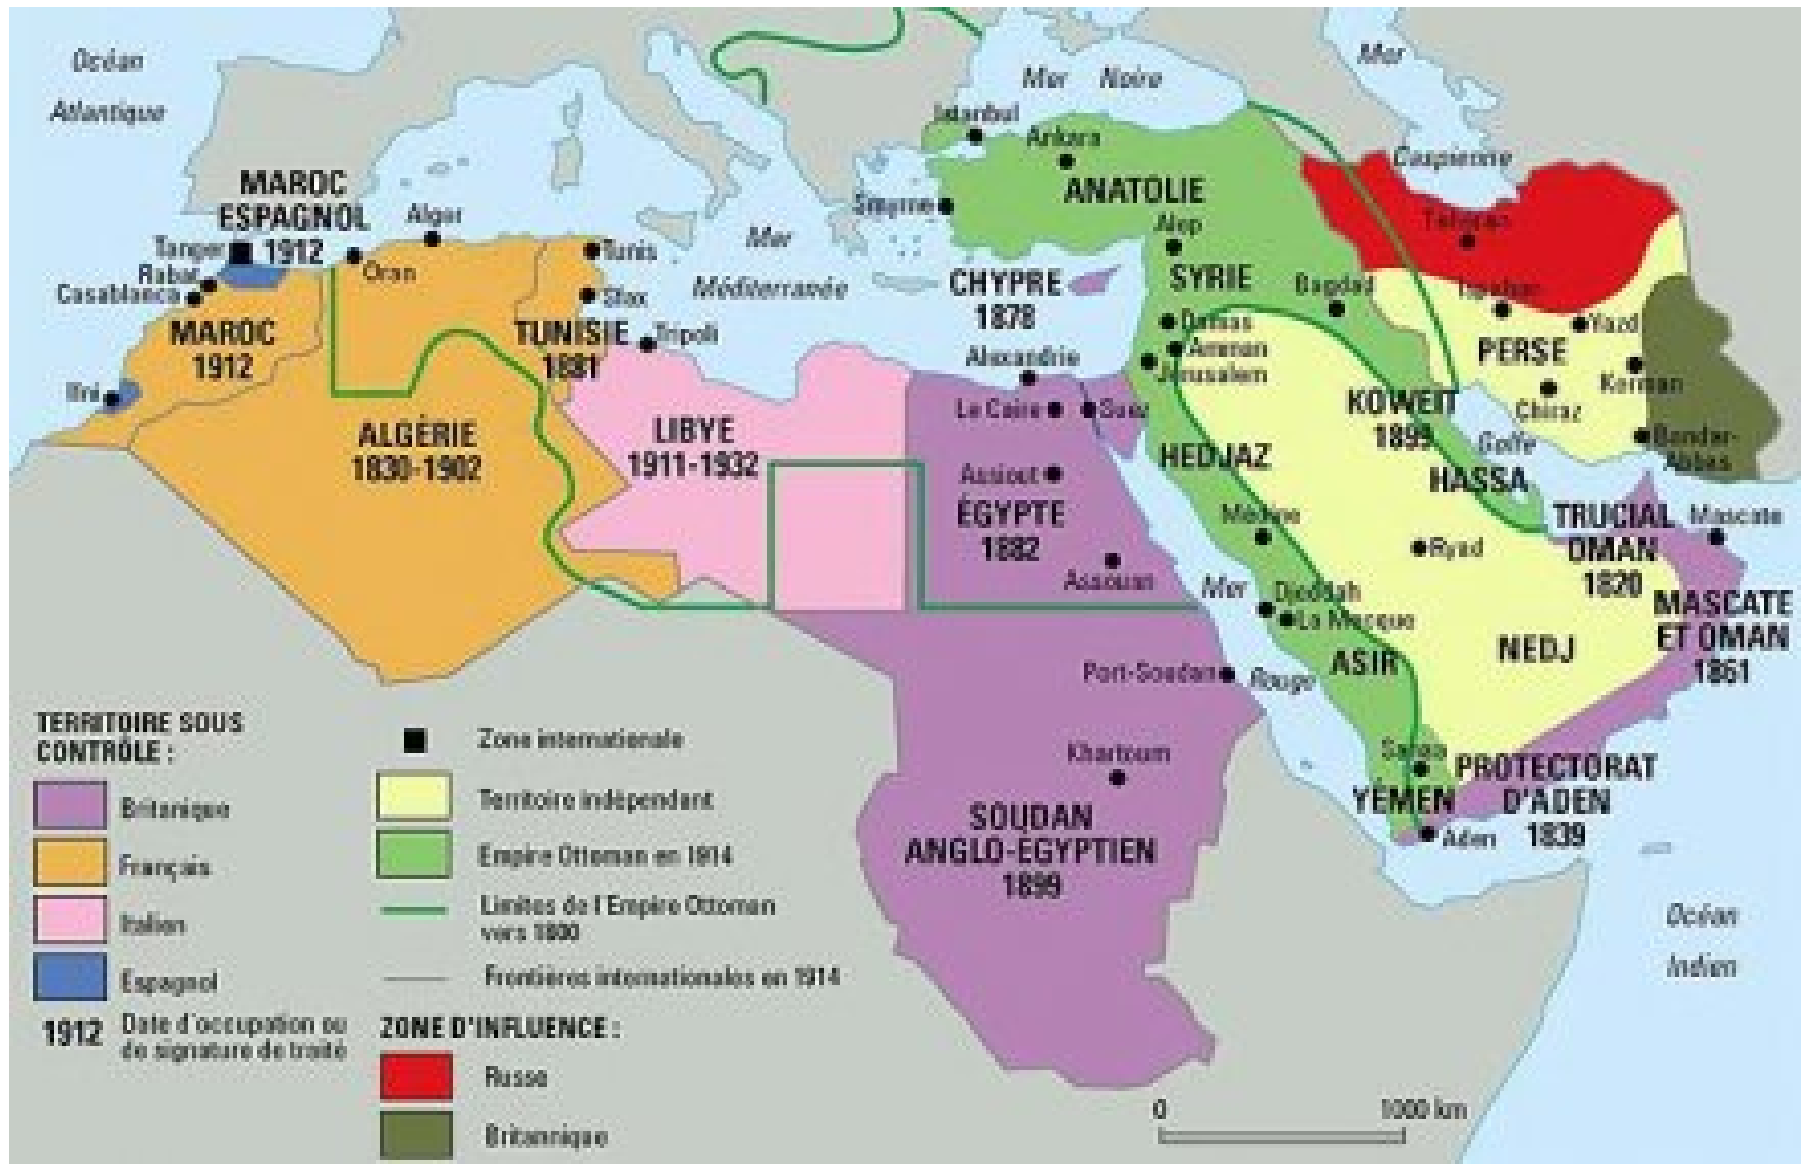 Océan
Atlantique
Mer Noire
Mer
Caspienne
Istanbul
Ankara
ANATOLIE
Smyrne
Alep
SYRIE
Bagdad
Téhéran
Ispahan
Yazd
PERSE
Kerman
Chiraz
Bandar-
Abbas
MAROC
ESPAGNOL
1912
Tanger
Rabat
Casablanca
Alger
Oran
MAROC
1912
Ifni
Tunis
Sfax
TUNISIE
1881
Tripoli
Mer
Méditerranée
CHYPRE
1878
Damas
Amman
Jérusalem
Alexandrie
Le Caire
Suez
ALGÉRIE
1830-1902
LIBYE
1911-1932
Assiout
ÉGYPTE
1882
Assouan
HEDJAZ
KOWEIT
1899
Golfe
HASSA
Médine
Ryad
TRUCIAL
OMAN
1820
Mascate
MASCATE
ET OMAN
1861
Mer
Rouge
Djeddah
La Mecque
ASIR
NEDJ
Port-Soudan
Khartoum
SOUDAN
ANGLO-ÉGYPTIEN
1899
Sanaa
YÉMEN
PROTECTORAT
D'ADEN
1839
Aden
Océan
Indien
TERRITOIRE SOUS
CONTRÔLE :
Britanique
Français
Italien
Espagnol
1912 Date d'occupation ou
de signature de traité
Zone internationale
Territoire indépendant
Empire Ottoman en 1914
Limites de l'Empire Ottoman
vers 1800
Frontières internationales en 1914
ZONE D'INFLUENCE :
Russe
Britannique
0 1000 km